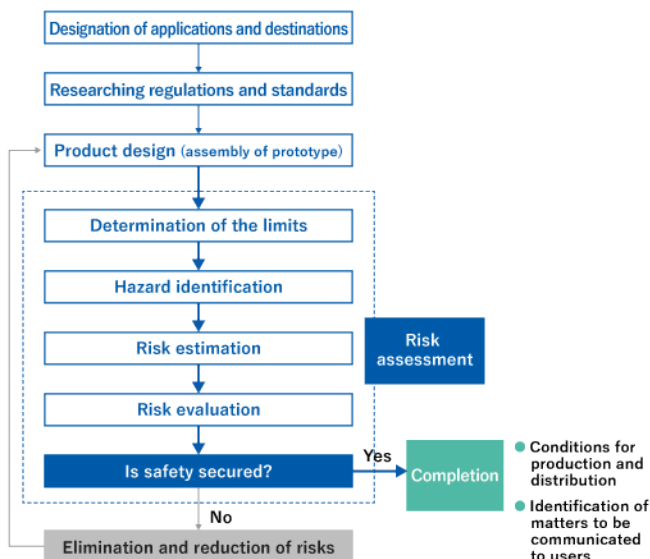 Designation of applications and destinations
Researching regulations and standards
Product design (assembly of prototype)
Determination of the limits
Hazard identification
Risk estimation
Risk
assessment
Risk evaluation
Is safety secured?
Yes
Completion
● Conditions for
production and
distribution
● Identification of
matters to be
communicated
to users
No
Elimination and reduction of risks